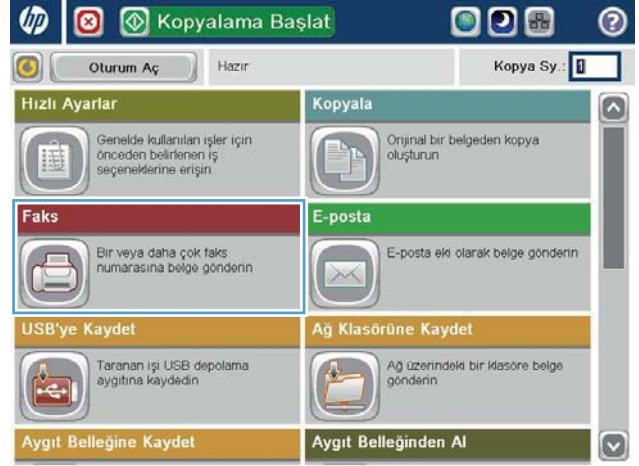 hp
Kopyalama Başlat
?
Oturum Aç
Hazır
Kopya Sy.: 1
Hızlı Ayarlar
Genelde kullanılan işler için
önceden belirlenen iş
seçeneklerine erişin
Kopyala
Orijinal bir belgeden kopya
oluşturun
Faks
Bir veya daha çok faks
numarasına belge gönderin
E-posta
E-posta eki olarak belge gönderin
USB'ye Kaydet
Taranan işi USB depolama
aygıtına kaydedin
Ağ Klasörüne Kaydet
Ağ üzerindeki bir klasöre belge
gönderin
Aygıt Belleğine Kaydet
Aygıt Belleğinden Al